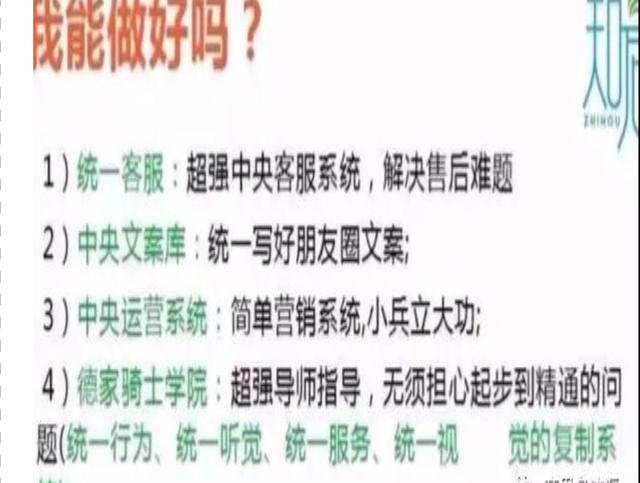 我能做好吗？
知
ZHIHOU
1）统一客服：超强中央客服系统，解决售后难题
2）中央文案库：统一写好朋友圈文案;
3）中央运营系统：简单营销系统,小兵立大功;
4）德家骑士学院：超强导师指导，无须担心起步到精通的问
题(统一行为、统一听觉、统一服务、统一视 觉的复制系